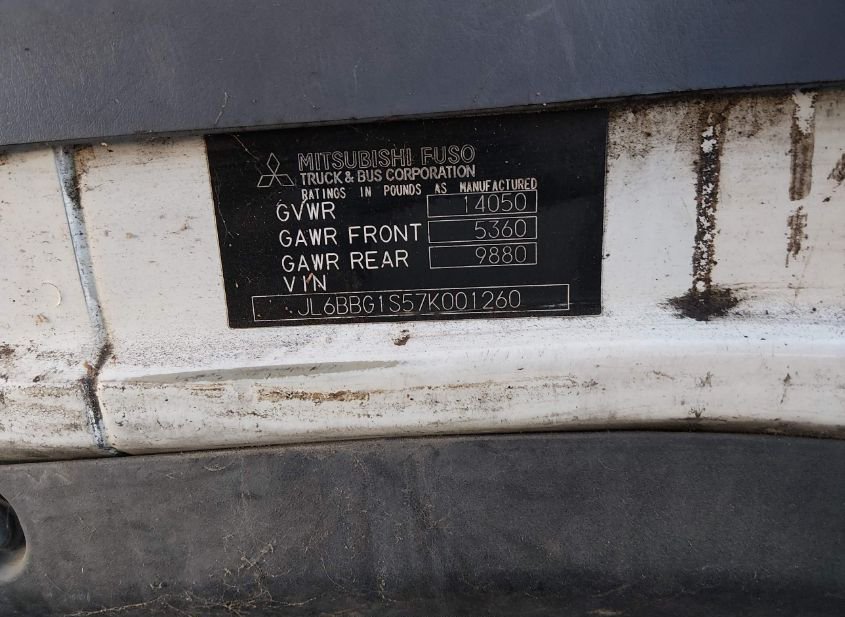 MITSUBISHI FUSO
TRUCK & BUS CORPORATION
RATINGS IN POUNDS AS MANUFACTURED
GVWR 14050
GAWR FRONT 5360
GAWR REAR 9880
VIN
JL6BBG1S57K001260